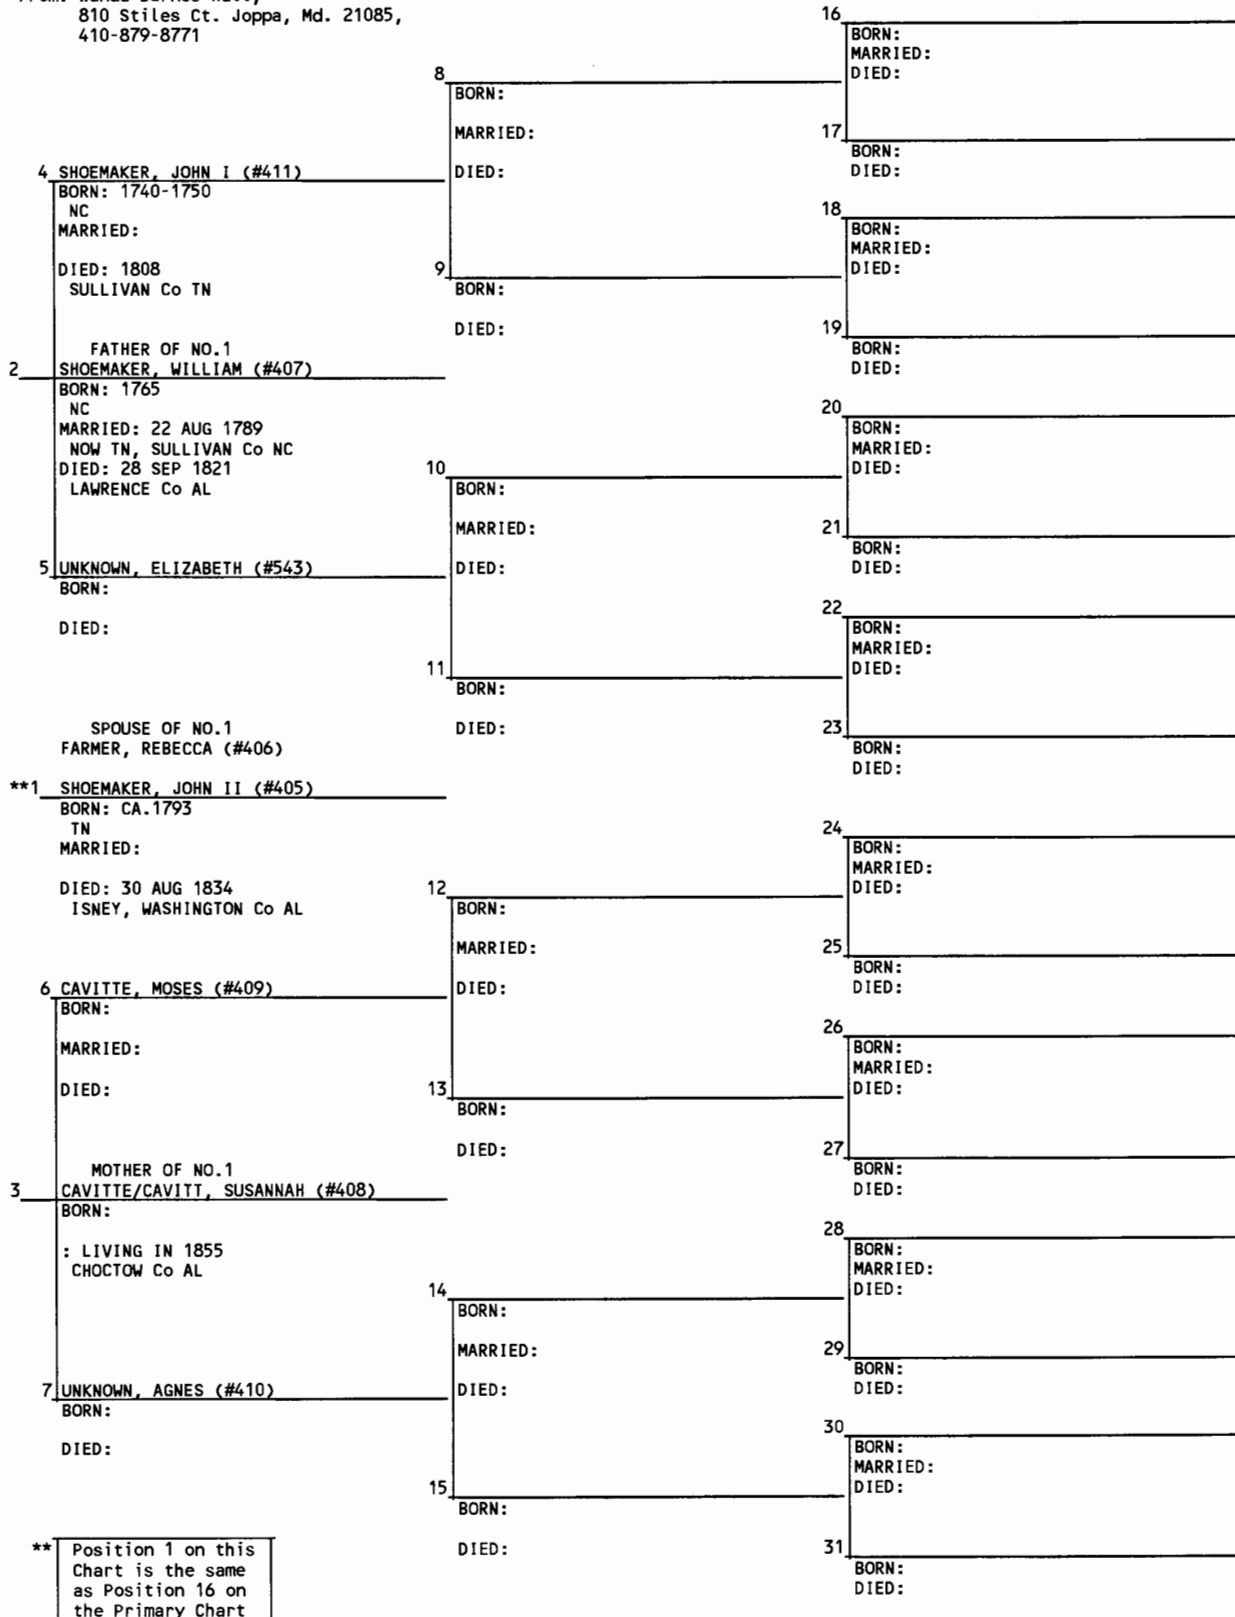 From: Wanda Barnes
810 Stiles Ct. Joppa, Md. 21085,
410-879-8771
4 SHOEMAKER, JOHN I (#411)
BORN: 1740-1750
NC
MARRIED:
DIED: 1808
SULLIVAN Co TN
FATHER OF NO.1
2 SHOEMAKER, WILLIAM (#407)
BORN: 1765
NC
MARRIED: 22 AUG 1789
NOW TN, SULLIVAN Co NC
DIED: 28 SEP 1821
LAWRENCE Co AL
5 UNKNOWN, ELIZABETH (#543)
BORN:
DIED:
SPOUSE OF NO.1
FARMER, REBECCA (#406)
**1 SHOEMAKER, JOHN II (#405)
BORN: CA.1793
TN
MARRIED:
DIED: 30 AUG 1834
ISNEY, WASHINGTON Co AL
6 CAVITTE, MOSES (#409)
BORN:
MARRIED:
DIED:
MOTHER OF NO.1
3 CAVITTE/CAVITT, SUSANNAH (#408)
BORN:
: LIVING IN 1855
CHOCTOW Co AL
7 UNKNOWN, AGNES (#410)
BORN:
DIED:
** Position 1 on this
Chart is the same
as Position 16 on
the Primary Chart
8
BORN:
MARRIED:
DIED:
9
BORN:
DIED:
10
BORN:
MARRIED:
DIED:
11
BORN:
DIED:
12
BORN:
MARRIED:
DIED:
13
BORN:
DIED:
14
BORN:
MARRIED:
DIED:
15
BORN:
DIED:
16
BORN:
MARRIED:
DIED:
17
BORN:
DIED:
18
BORN:
MARRIED:
DIED:
19
BORN:
DIED:
20
BORN:
MARRIED:
DIED:
21
BORN:
DIED:
22
BORN:
MARRIED:
DIED:
23
BORN:
DIED:
24
BORN:
MARRIED:
DIED:
25
BORN:
DIED:
26
BORN:
MARRIED:
DIED:
27
BORN:
DIED:
28
BORN:
MARRIED:
DIED:
29
BORN:
DIED:
30
BORN:
MARRIED:
DIED:
31
BORN:
DIED: